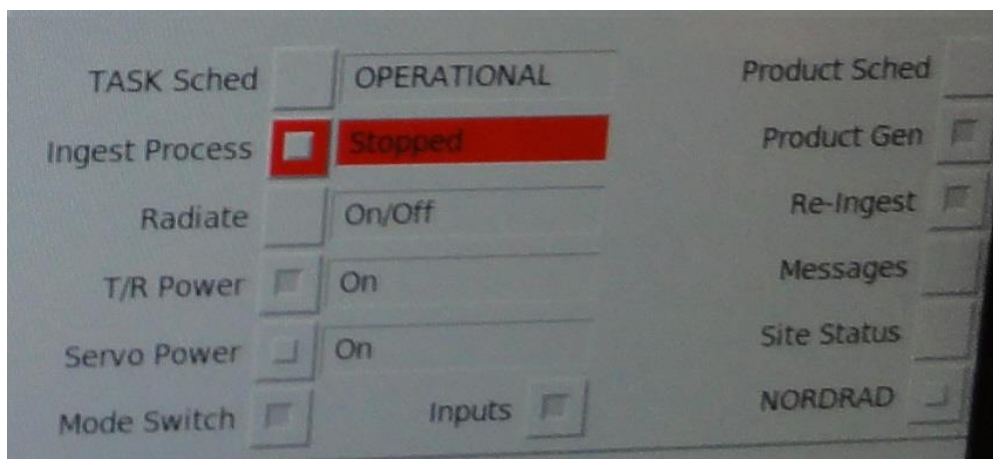 TASK Sched OPERATIONAL Product Sched
Ingest Process Stopped Product Gen
Radiate On/Off Re-Ingest
T/R Power On Messages
Servo Power On Site Status
Mode Switch Inputs NORDRAD